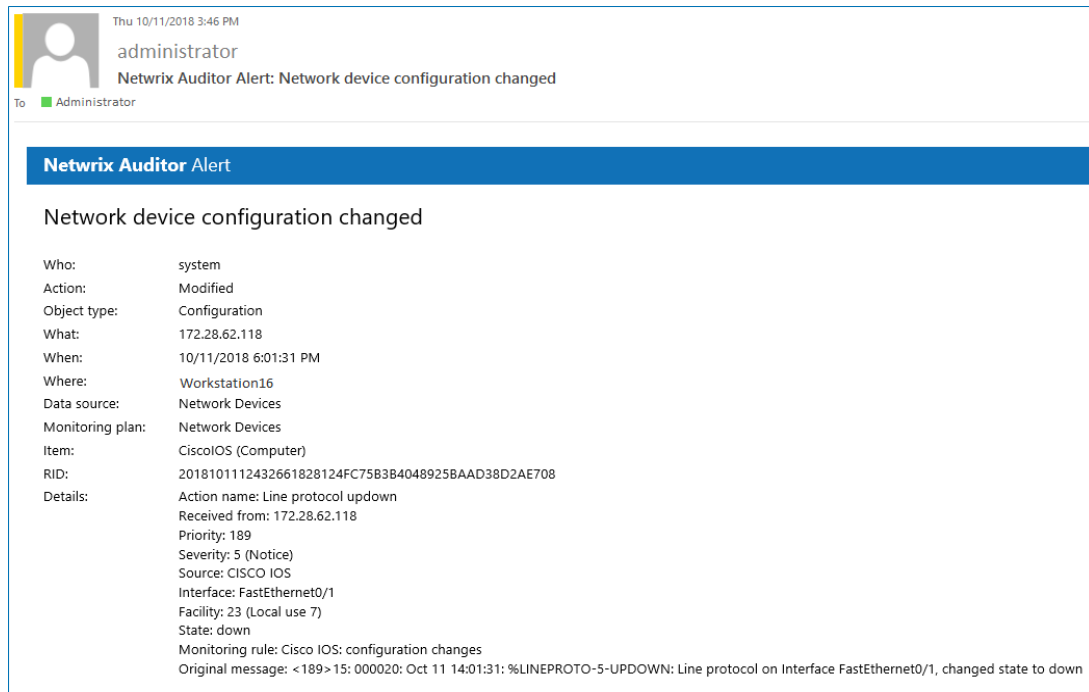 Thu 10/11/2018 3:46 PM
administrator
Netwrix Auditor Alert: Network device configuration changed
To Administrator
Netwrix Auditor Alert
Network device configuration changed
Who: system
Action: Modified
Object type: Configuration
What: 172.28.62.118
When: 10/11/2018 6:01:31 PM
Where: Workstation16
Data source: Network Devices
Monitoring plan: Network Devices
Item: CiscoIOS (Computer)
RID: 2018101112432661828124FC75B3B4048925BAAD38D2AE708
Details: Action name: Line protocol updown
Received from: 172.28.62.118
Priority: 189
Severity: 5 (Notice)
Source: CISCO IOS
Interface: FastEthernet0/1
Facility: 23 (Local use 7)
State: down
Monitoring rule: Cisco IOS: configuration changes
Original message: <189>15: 000020: Oct 11 14:01:31: %LINEPROTO-5-UPDOWN: Line protocol on Interface FastEthernet0/1, changed state to down